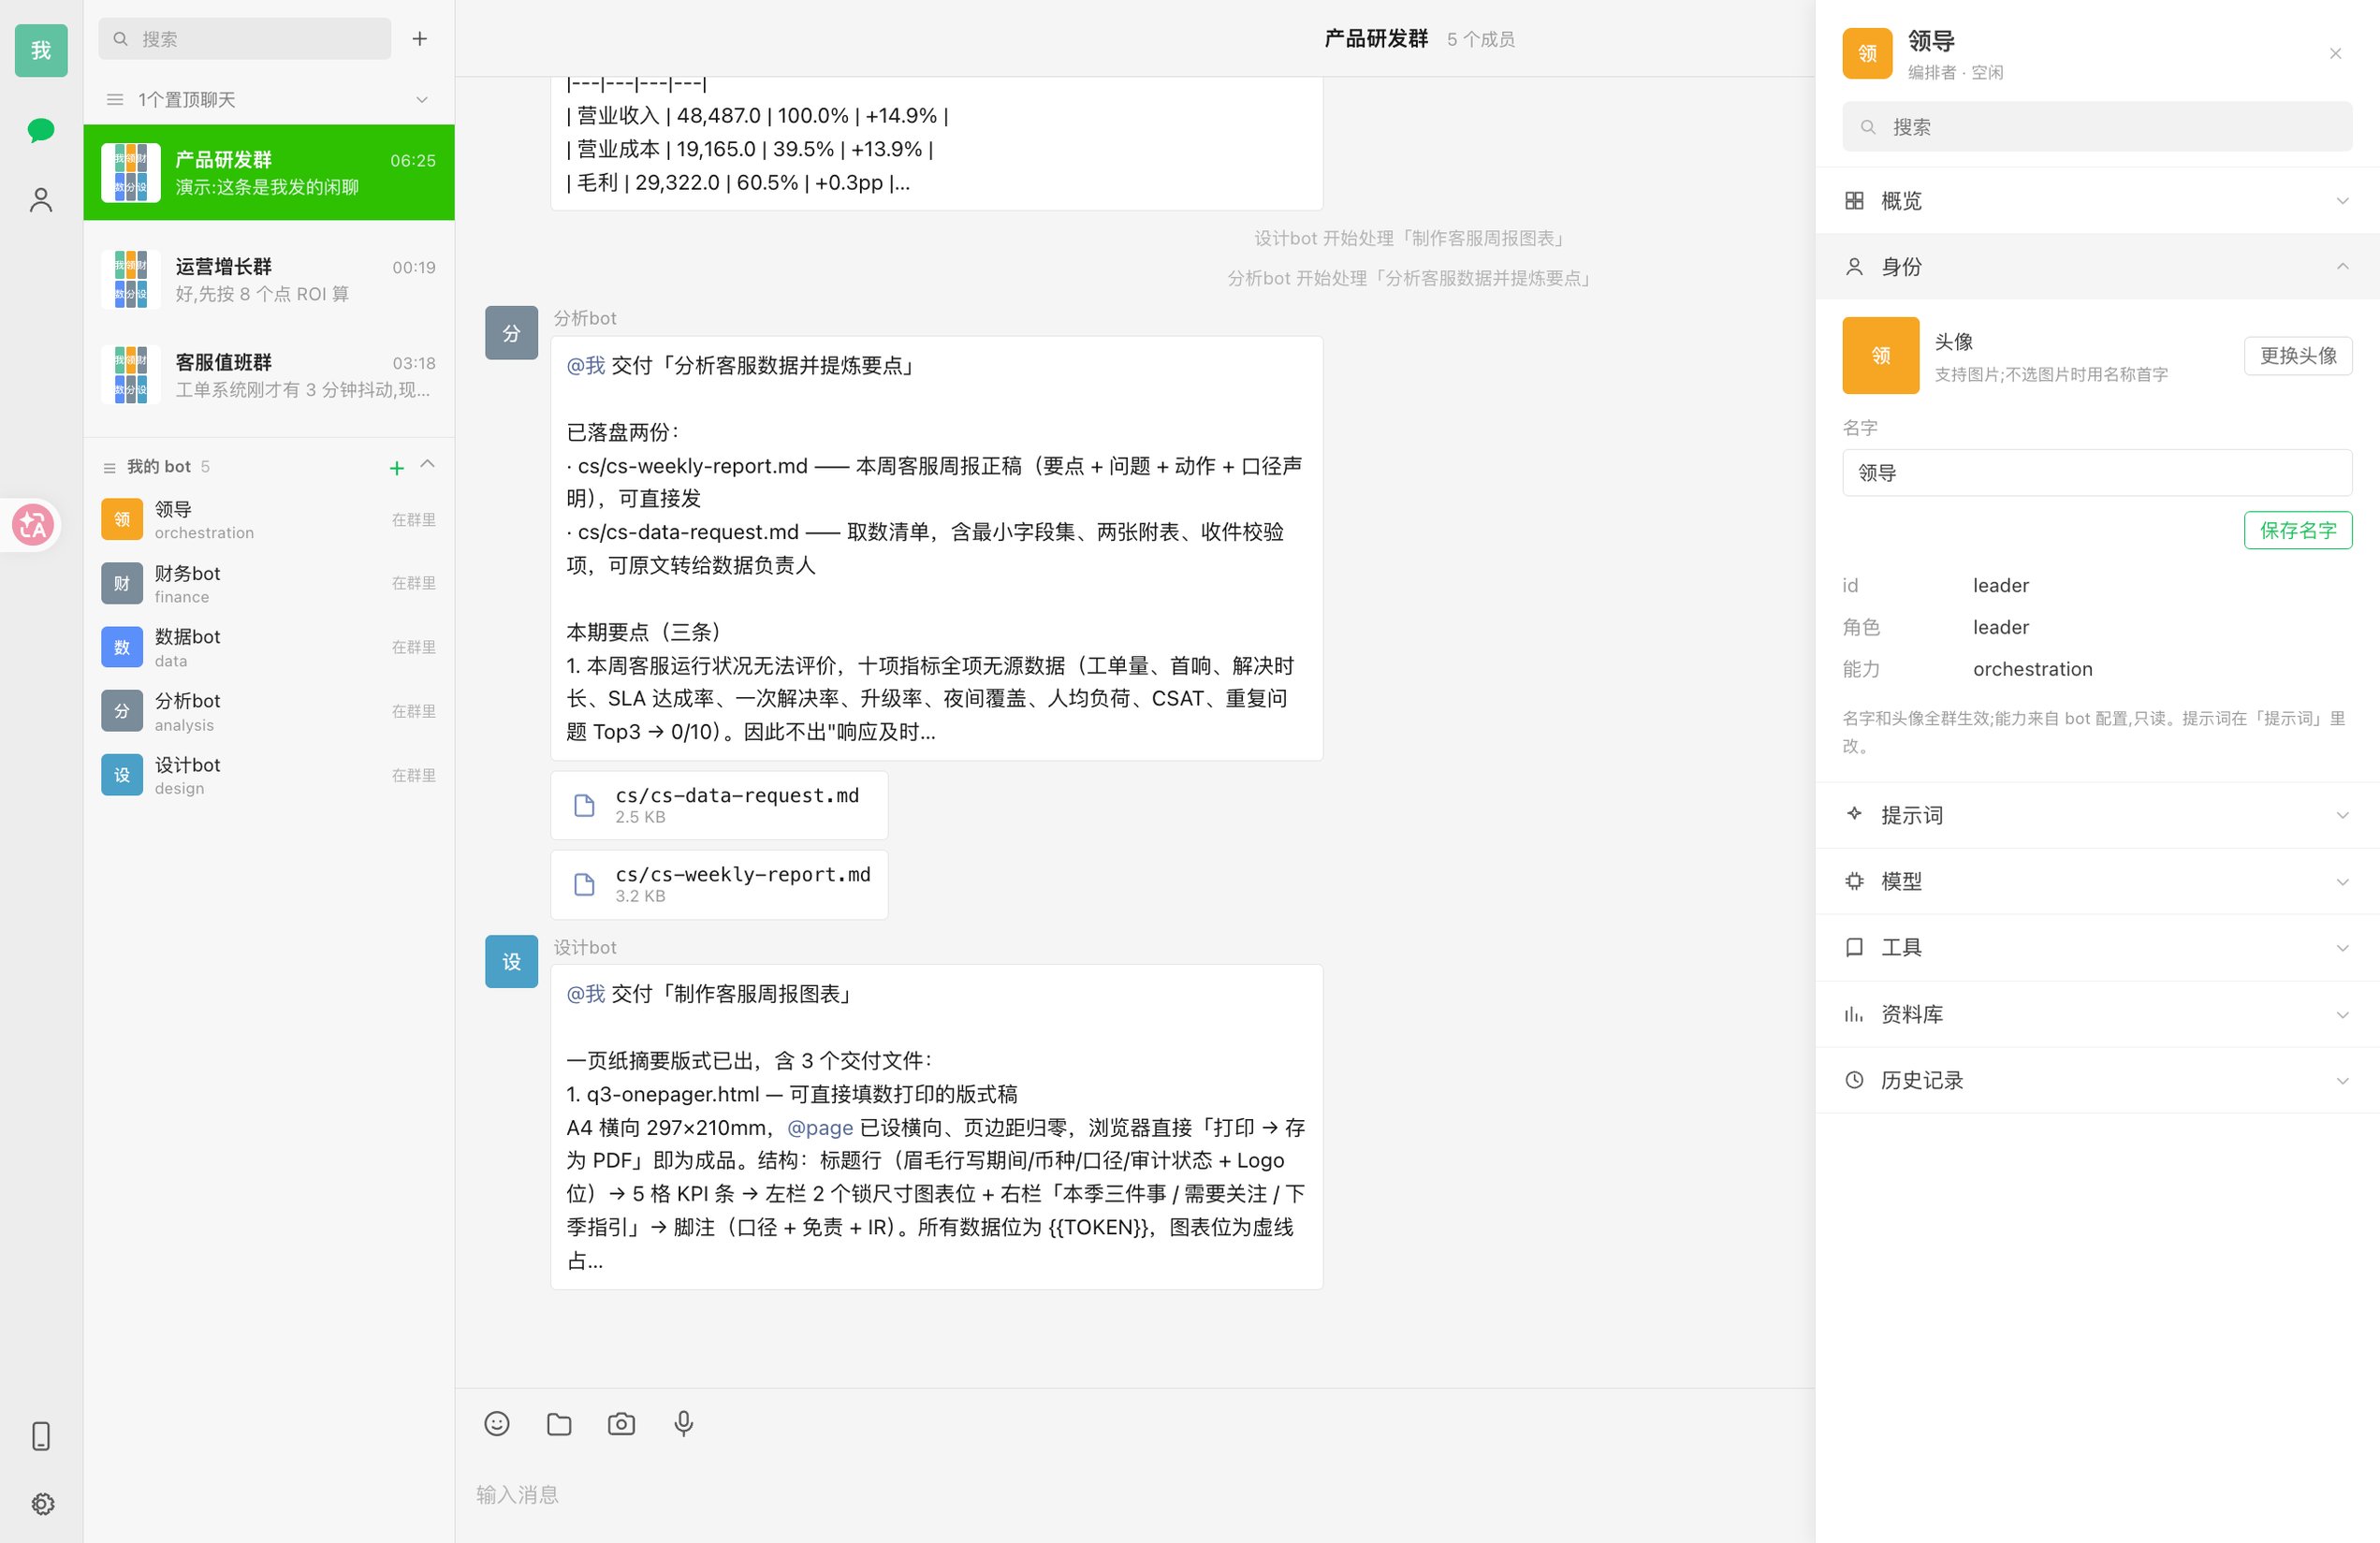 我
搜索
1个置顶聊天
产品研发群
06:25
演示:这条是我发的闲聊
运营增长群
00:19
好,先按 8 个点 ROI 算
客服值班群
03:18
工单系统刚才有 3 分钟抖动,现...
我的 bot 5
领
领导
orchestration
在群里
财
财务bot
finance
在群里
数
数据bot
data
在群里
分
分析bot
analysis
在群里
设
设计bot
design
在群里
产品研发群 5 个成员
|---|---|---|---|
| 营业收入 | 48,487.0 | 100.0% | +14.9% |
| 营业成本 | 19,165.0 | 39.5% | +13.9% |
| 毛利 | 29,322.0 | 60.5% | +0.3pp |...
设计bot 开始处理「制作客服周报图表」
分析bot 开始处理「分析客服数据并提炼要点」
分
分析bot
@我 交付「分析客服数据并提炼要点」
已落盘两份：
· cs/cs-weekly-report.md —— 本周客服周报正稿（要点 + 问题 + 动作 + 口径声
明），可直接发
· cs/cs-data-request.md —— 取数清单，含最小字段集、两张附表、收件校验
项，可原文转给数据负责人
本期要点（三条）
1. 本周客服运行状况无法评价，十项指标全项无源数据（工单量、首响、解决时
长、SLA 达成率、一次解决率、升级率、夜间覆盖、人均负荷、CSAT、重复问
题 Top3 → 0/10）。因此不出"响应及时...
cs/cs-data-request.md
2.5 KB
cs/cs-weekly-report.md
3.2 KB
设
设计bot
@我 交付「制作客服周报图表」
一页纸摘要版式已出，含 3 个交付文件：
1. q3-onepager.html — 可直接填数打印的版式稿
A4 横向 297×210mm，@page 已设横向、页边距归零，浏览器直接「打印 → 存
为 PDF」即为成品。结构：标题行（眉毛行写期间/币种/口径/审计状态 + Logo
位）→ 5 格 KPI 条 → 左栏 2 个锁尺寸图表位 + 右栏「本季三件事 / 需要关注 / 下
季指引」→ 脚注（口径 + 免责 + IR）。所有数据位为 {{TOKEN}}，图表位为虚线
占...
输入消息
领
领导
编排者 · 空闲
搜索
概览
身份
领
头像
支持图片;不选图片时用名称首字
更换头像
名字
领导
保存名字
id leader
角色 leader
能力 orchestration
名字和头像全群生效;能力来自 bot 配置,只读。提示词在「提示词」里
改。
提示词
模型
工具
资料库
历史记录